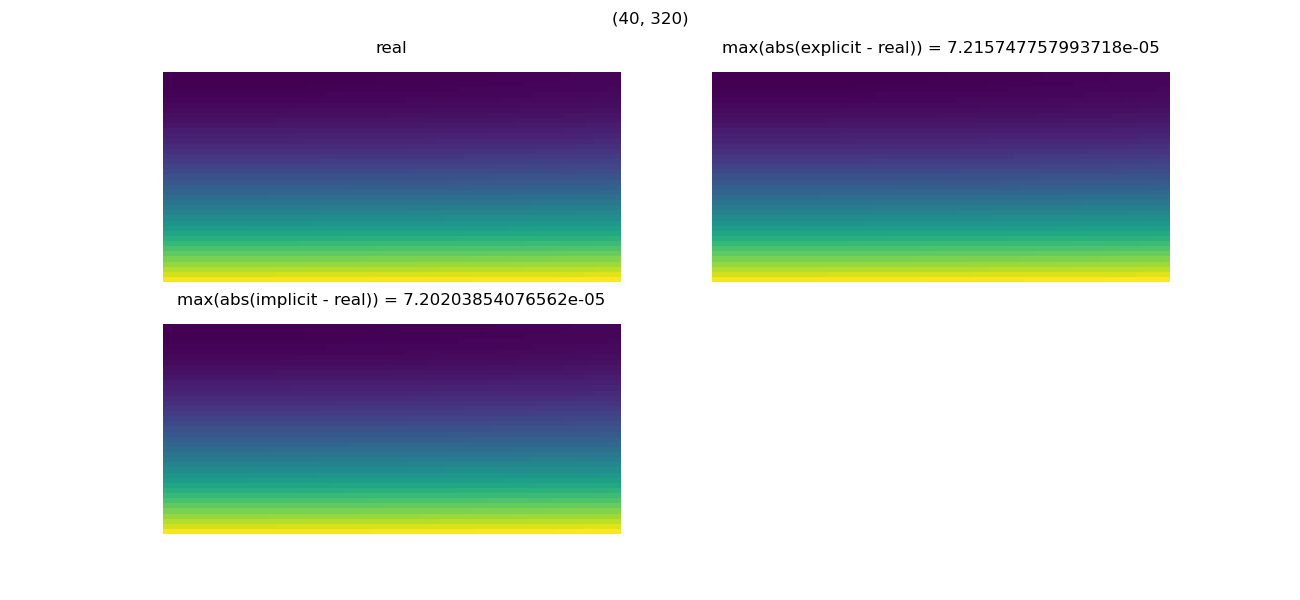 (40, 320)
real
max(abs(explicit - real)) = 7.215747757993718e-05
max(abs(implicit - real)) = 7.20203854076562e-05